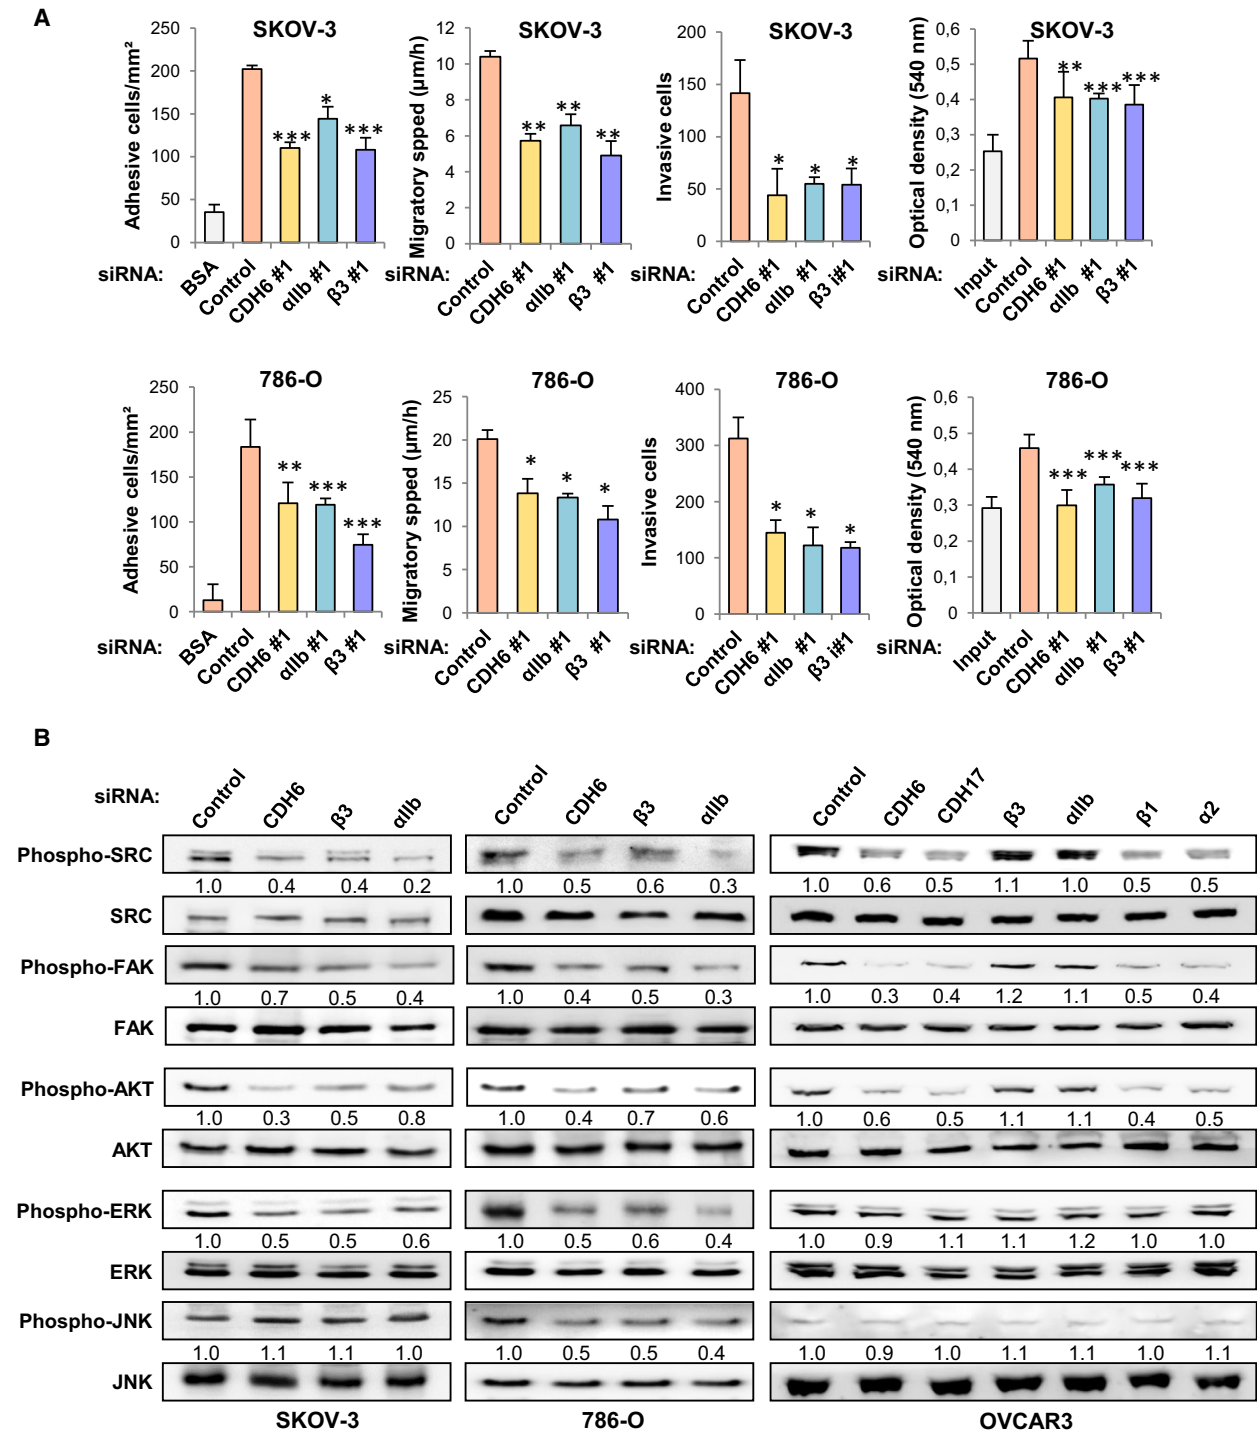 A
SKOV-3
Adhesive cells/mm²
250
200
150
100
50
0
***
*
***
siRNA:
BSA
Control
CDH6 #1
αIIb #1
β3 #1
SKOV-3
Migratory spped (µm/h)
12
10
8
6
4
2
0
**
**
**
siRNA:
Control
CDH6 #1
αIIb #1
β3 #1
SKOV-3
Invasive cells
200
150
100
50
0
*
*
*
siRNA:
Control
CDH6 #1
αIIb #1
β3 i#1
SKOV-3
Optical density (540 nm)
0,6
0,5
0,4
0,3
0,2
0,1
0
**
***
***
siRNA:
Input
Control
CDH6 #1
αIIb #1
β3 #1
786-O
Adhesive cells/mm²
250
200
150
100
50
0
**
***
***
siRNA:
BSA
Control
CDH6 #1
αIIb #1
β3 #1
786-O
Migratory spped (µm/h)
25
20
15
10
5
0
*
*
*
siRNA:
Control
CDH6 #1
αIIb #1
β3 #1
786-O
Invasive cells
400
300
200
100
0
*
*
*
siRNA:
Control
CDH6 #1
αIIb #1
β3 i#1
786-O
Optical density (540 nm)
0,6
0,5
0,4
0,3
0,2
0,1
0
***
***
***
siRNA:
Input
Control
CDH6 #1
αIIb #1
β3 #1
B
siRNA: Control CDH6 β3 αIIb Control CDH6 β3 αIIb Control CDH6 CDH17 β3 αIIb β1 α2
Phospho-SRC
1.0 0.4 0.4 0.2 1.0 0.5 0.6 0.3 1.0 0.6 0.5 1.1 1.0 0.5 0.5
SRC
Phospho-FAK
1.0 0.7 0.5 0.4 1.0 0.4 0.5 0.3 1.0 0.3 0.4 1.2 1.1 0.5 0.4
FAK
Phospho-AKT
1.0 0.3 0.5 0.8 1.0 0.4 0.7 0.6 1.0 0.6 0.5 1.1 1.1 0.4 0.5
AKT
Phospho-ERK
1.0 0.5 0.5 0.6 1.0 0.5 0.6 0.4 1.0 0.9 1.1 1.1 1.2 1.0 1.0
ERK
Phospho-JNK
1.0 1.1 1.1 1.0 1.0 0.5 0.5 0.4 1.0 0.9 1.0 1.1 1.1 1.0 1.1
JNK
SKOV-3 786-O OVCAR3